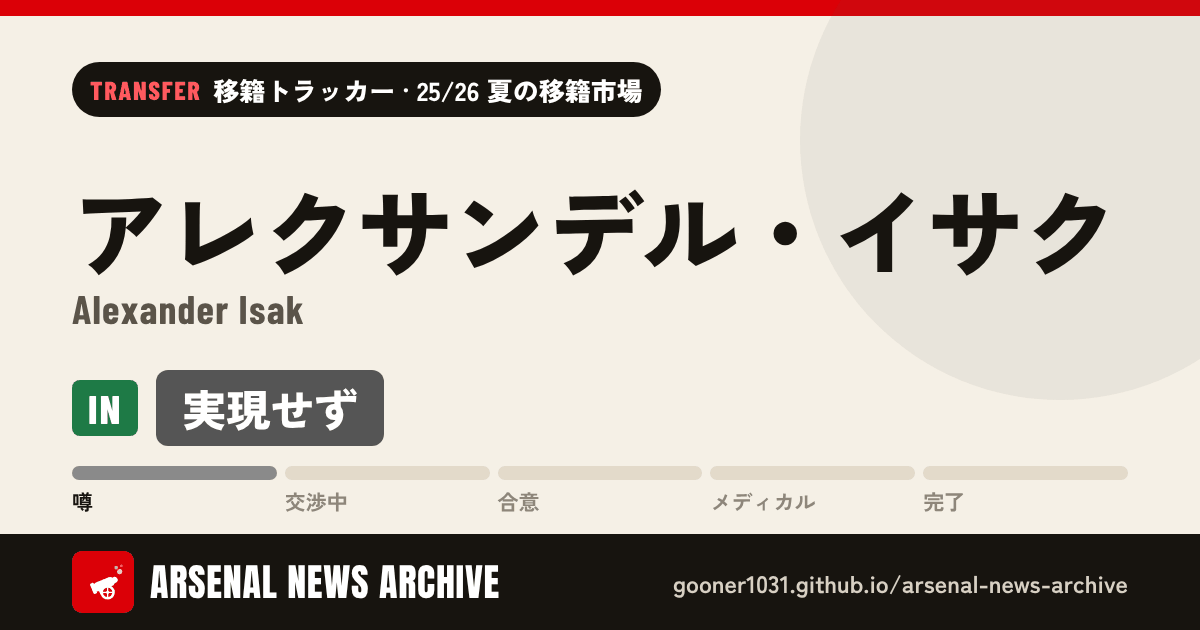 TRANSFER 移籍トラッカー · 25/26 夏の移籍市場
アレクサンデル・イサク
Alexander Isak
IN 実現せず
噂 交渉中 合意 メディカル 完了
ARSENAL NEWS ARCHIVE gooner1031.github.io/arsenal-news-archive